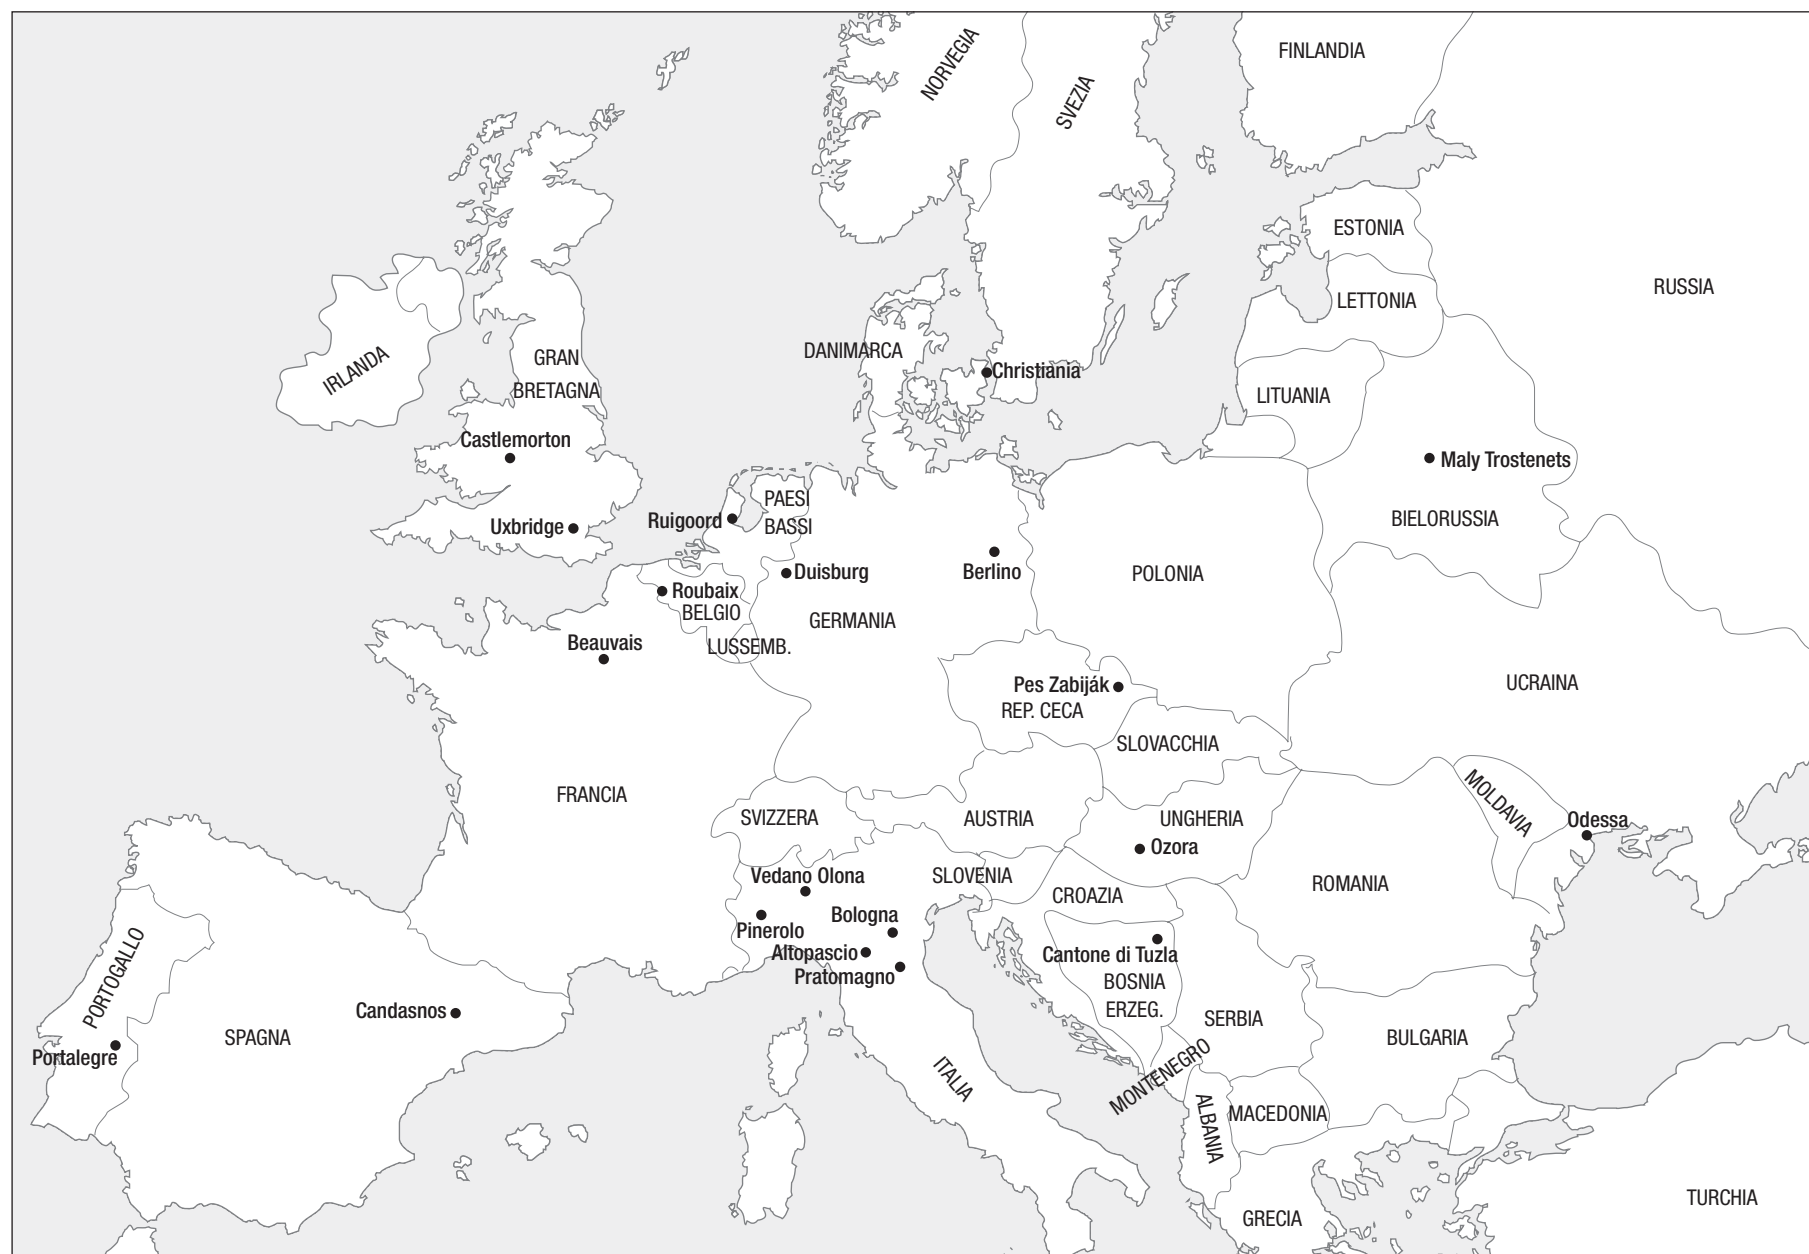 NORVEGIA
SVEZIA
FINLANDIA
ESTONIA
RUSSIA
LETTONIA
DANIMARCA
GRAN
BRETAGNA
IRLANDA
Christiania
LITUANIA
Castlemorton
Maly Trostenets
PAESI
BASSI
Ruigoord
BIELORUSSIA
Uxbridge
Duisburg
Berlino
POLONIA
Roubaix
BELGIO
GERMANIA
Beauvais
LUSSEMB.
Pes Zabiják
REP. CECA
UCRAINA
SLOVACCHIA
FRANCIA
SVIZZERA
AUSTRIA
UNGHERIA
MOLDAVIA
Odessa
Ozora
Vedano Olona
SLOVENIA
CROAZIA
ROMANIA
Bologna
Pinerolo
Altopascio
Pratomagno
Cantone di Tuzla
BOSNIA
ERZEG.
PORTOGALLO
Candasnos
SPAGNA
Portalegre
SERBIA
BULGARIA
ITALIA
MONTENEGRO
ALBANIA
MACEDONIA
GRECIA
TURCHIA